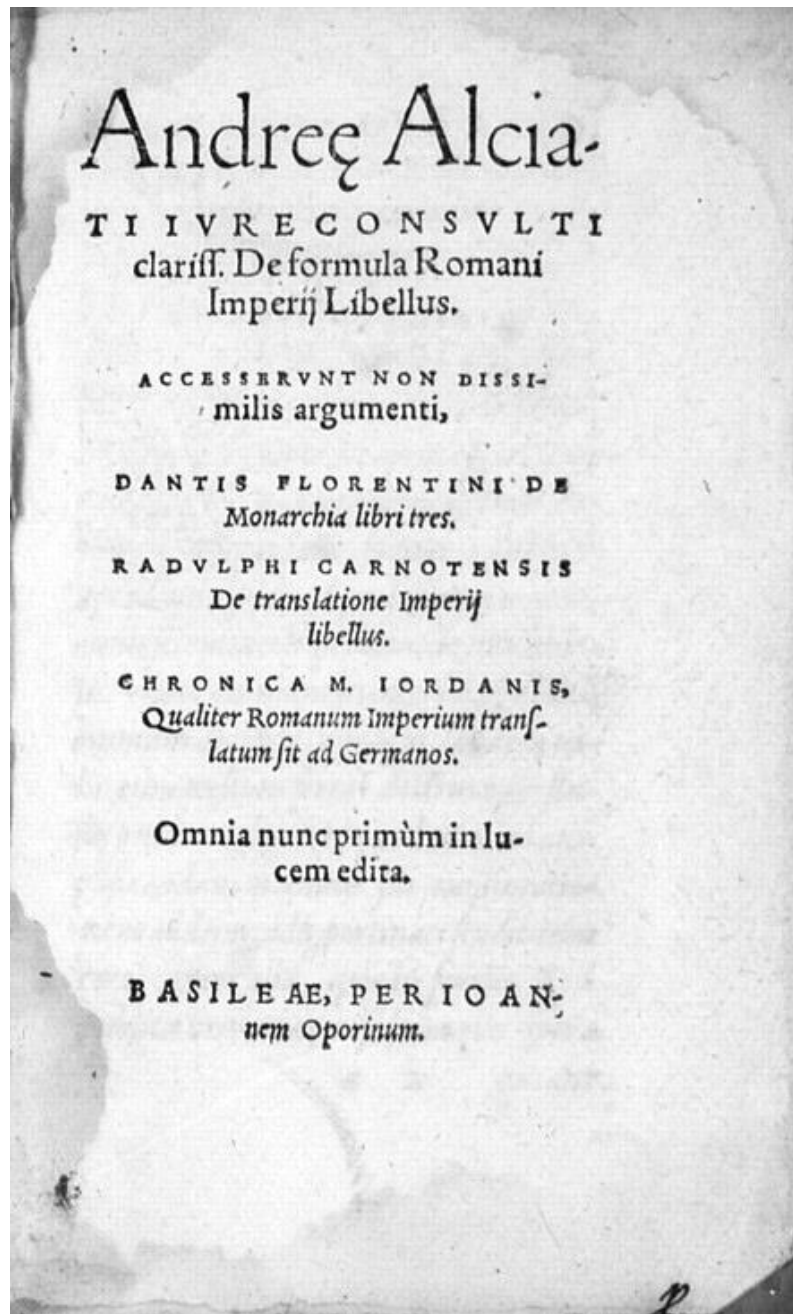 Andreę Alcia-
TI IVRECONSVLTI
clariſſ. De formula Romani
Imperij Libellus.
ACCESSERVNT NON DISSI-
milis argumenti,
DANTIS FLORENTINI DE
Monarchia libri tres.
RADVLPHI CARNOTENSIS
De translatione Imperij
libellus.
CHRONICA M. IORDANIS,
Qualiter Romanum Imperium tranſ-
latum ſit ad Germanos.
Omnia nunc primùm in lu-
cem edita.
BASILEAE, PER IOAN-
nem Oporinum.